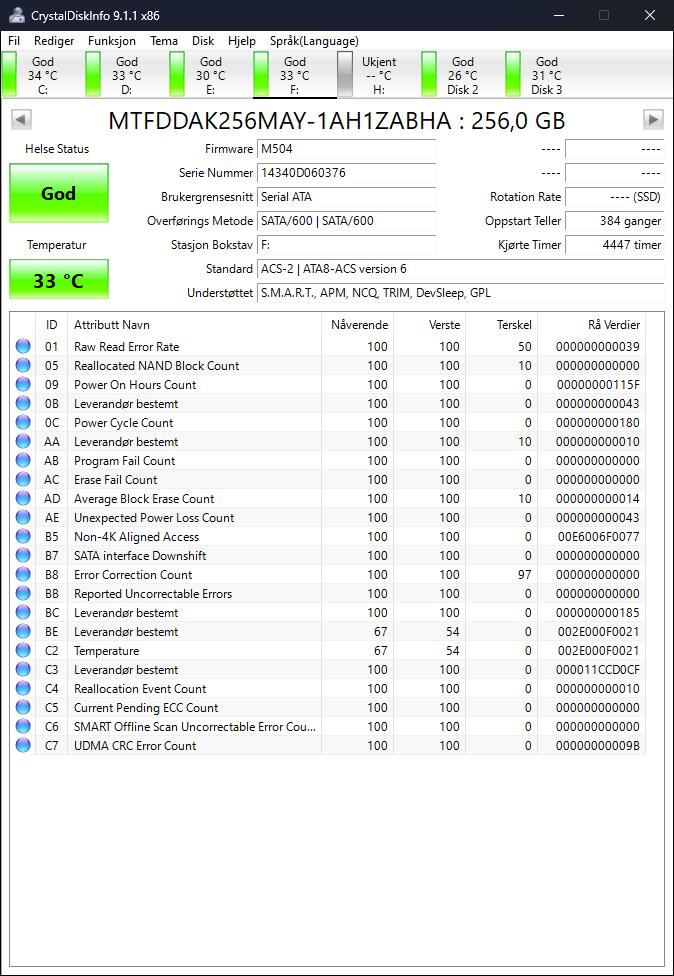 CrystalDiskInfo 9.1.1 x86
Fil Rediger Funksjon Tema Disk Hjelp Språk(Language)
God God God God Ukjent God God
34 °C 33 °C 30 °C 33 °C -- °C 26 °C 31 °C
C: D: E: F: H: Disk 2 Disk 3
MTFDDAK256MAY-1AH1ZABHA : 256,0 GB
Helse Status Firmware M504 ---- ----
God Serie Nummer 14340D060376 ---- ----
Brukergrensesnitt Serial ATA Rotation Rate ---- (SSD)
Overførings Metode SATA/600 | SATA/600 Oppstart Teller 384 ganger
Temperatur Stasjon Bokstav F: Kjørte Timer 4447 timer
33 °C Standard ACS-2 | ATA8-ACS version 6
Understøttet S.M.A.R.T., APM, NCQ, TRIM, DevSleep, GPL
ID Attributt Navn Nåverende Verste Terskel Rå Verdier
01 Raw Read Error Rate 100 100 50 000000000039
05 Reallocated NAND Block Count 100 100 10 000000000000
09 Power On Hours Count 100 100 0 00000000115F
0B Leverandør bestemt 100 100 0 000000000043
0C Power Cycle Count 100 100 0 000000000180
AA Leverandør bestemt 100 100 10 000000000010
AB Program Fail Count 100 100 0 000000000000
AC Erase Fail Count 100 100 0 000000000000
AD Average Block Erase Count 100 100 10 000000000014
AE Unexpected Power Loss Count 100 100 0 000000000043
B5 Non-4K Aligned Access 100 100 0 00E6006F0077
B7 SATA interface Downshift 100 100 0 000000000000
B8 Error Correction Count 100 100 97 000000000000
BB Reported Uncorrectable Errors 100 100 0 000000000000
BC Leverandør bestemt 100 100 0 000000000185
BE Leverandør bestemt 67 54 0 002E000F0021
C2 Temperature 67 54 0 002E000F0021
C3 Leverandør bestemt 100 100 0 000011CCD0CF
C4 Reallocation Event Count 100 100 0 000000000010
C5 Current Pending ECC Count 100 100 0 000000000000
C6 SMART Offline Scan Uncorrectable Error Cou... 100 100 0 000000000000
C7 UDMA CRC Error Count 100 100 0 00000000009B